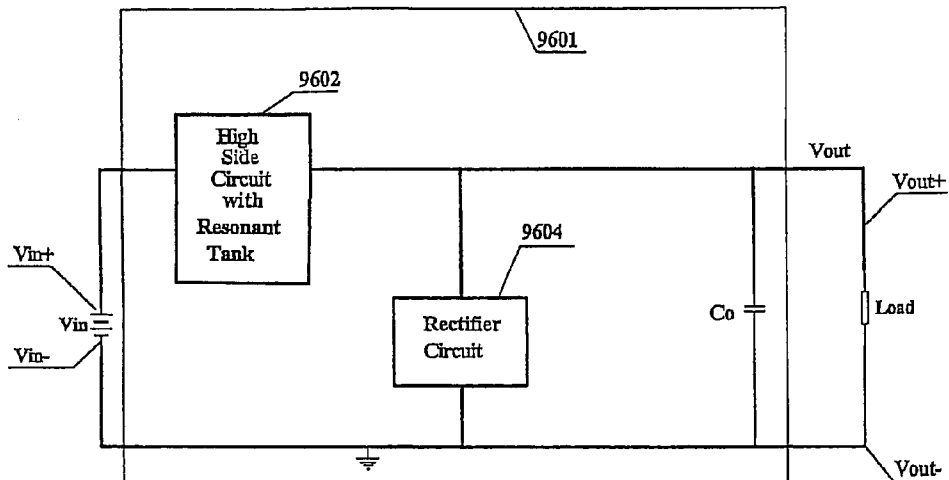 9601
9602
High
Side
Circuit
with
Resonant
Tank
Vout
Vout+
9604
Vin+
Vin
Rectifier
Circuit
Co
Load
Vin-
Vout-